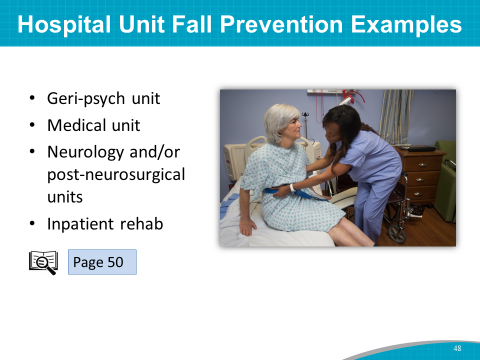 Hospital Unit Fall Prevention Examples
• Geri-psych unit
• Medical unit
• Neurology and/or
post-neurosurgical
units
• Inpatient rehab
Page 50
48